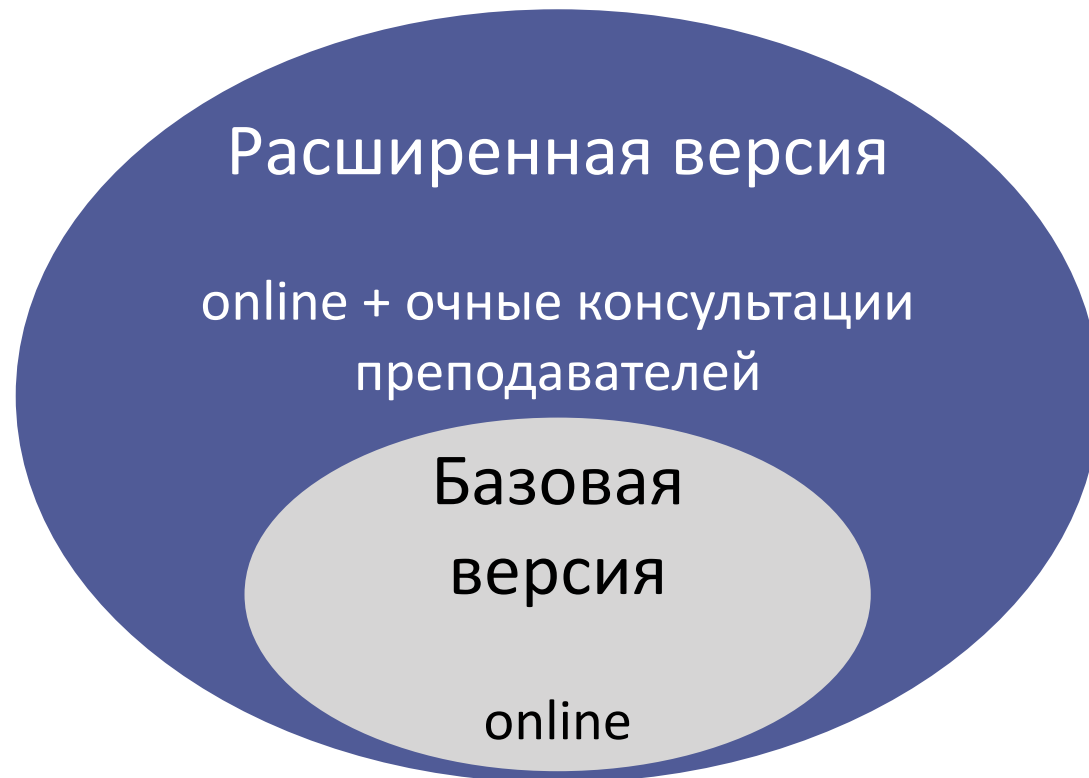 Расширенная версия
online + очные консультации
преподавателей
Базовая
версия
online